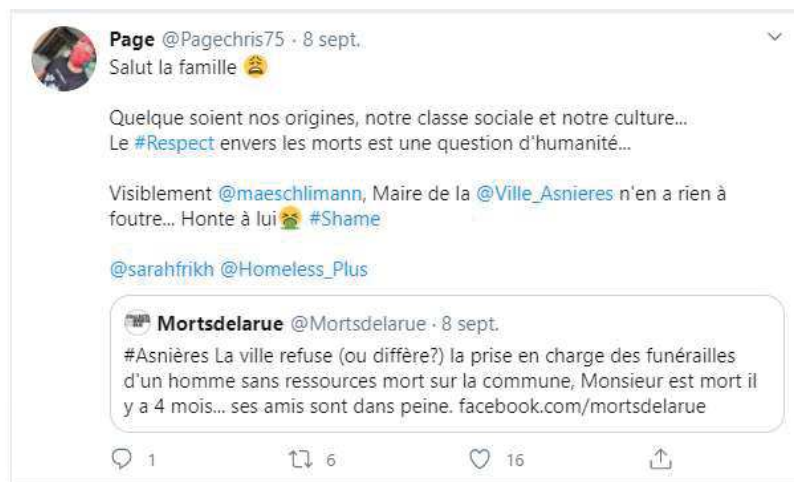 Page @Pagechris75 · 8 sept.
Salut la famille 😩
Quelque soient nos origines, notre classe sociale et notre culture...
Le #Respect envers les morts est une question d'humanité...
Visiblement @maeschlimann, Maire de la @Ville_Asnieres n'en a rien à
foutre... Honte à lui🤮 #Shame
@sarahfrikh @Homeless_Plus
Mortsdelarue @Mortsdelarue · 8 sept.
#Asnières La ville refuse (ou diffère?) la prise en charge des funérailles
d'un homme sans ressources mort sur la commune, Monsieur est mort il
y a 4 mois... ses amis sont dans peine. facebook.com/mortsdelarue
1 6 16